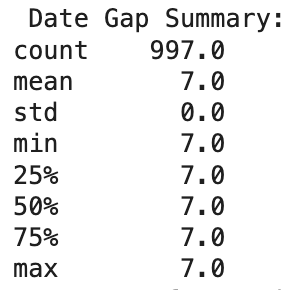 Date Gap Summary:
count    997.0
mean       7.0
std        0.0
min        7.0
25%        7.0
50%        7.0
75%        7.0
max        7.0